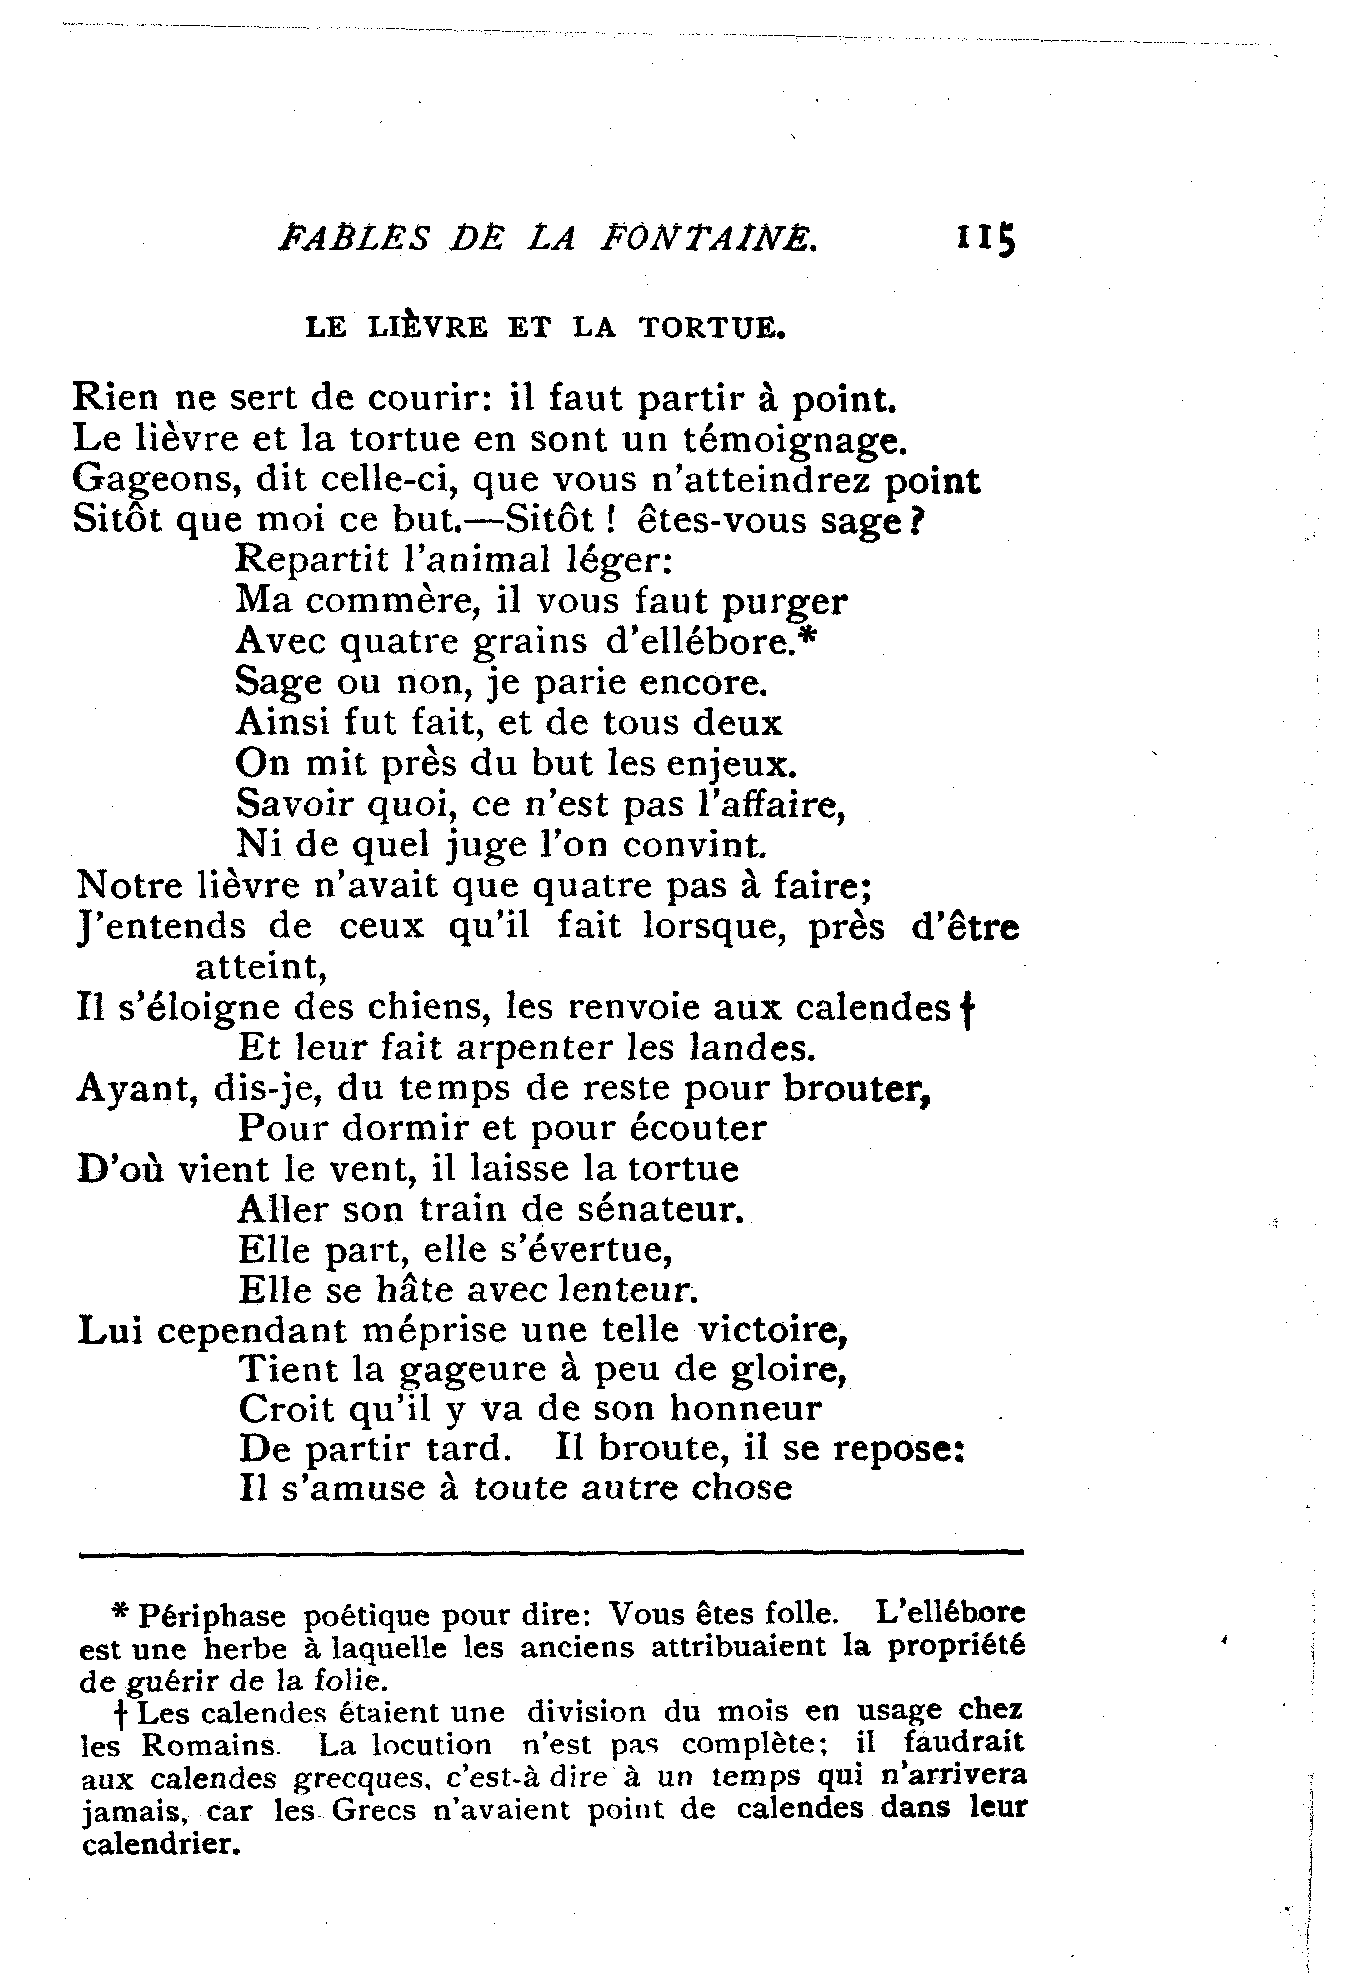 FABLES DE LA FONTAINE. 115
LE LIÈVRE ET LA TORTUE.
Rien ne sert de courir: il faut partir à point.
Le lièvre et la tortue en sont un témoignage.
Gageons, dit celle-ci, que vous n'atteindrez point
Sitôt que moi ce but.—Sitôt ! êtes-vous sage ?
Repartit l'animal léger:
Ma commère, il vous faut purger
Avec quatre grains d'ellébore.*
Sage ou non, je parie encore.
Ainsi fut fait, et de tous deux
On mit près du but les enjeux.
Savoir quoi, ce n'est pas l'affaire,
Ni de quel juge l'on convint.
Notre lièvre n'avait que quatre pas à faire;
J'entends de ceux qu'il fait lorsque, près d'être
atteint,
Il s'éloigne des chiens, les renvoie aux calendes †
Et leur fait arpenter les landes.
Ayant, dis-je, du temps de reste pour brouter,
Pour dormir et pour écouter
D'où vient le vent, il laisse la tortue
Aller son train de sénateur.
Elle part, elle s'évertue,
Elle se hâte avec lenteur.
Lui cependant méprise une telle victoire,
Tient la gageure à peu de gloire,
Croit qu'il y va de son honneur
De partir tard. Il broute, il se repose:
Il s'amuse à toute autre chose
* Périphase poétique pour dire: Vous êtes folle. L'ellébore
est une herbe à laquelle les anciens attribuaient la propriété
de guérir de la folie.
† Les calendes étaient une division du mois en usage chez
les Romains. La locution n'est pas complète; il faudrait
aux calendes grecques, c'est-à dire à un temps qui n'arrivera
jamais, car les Grecs n'avaient point de calendes dans leur
calendrier.